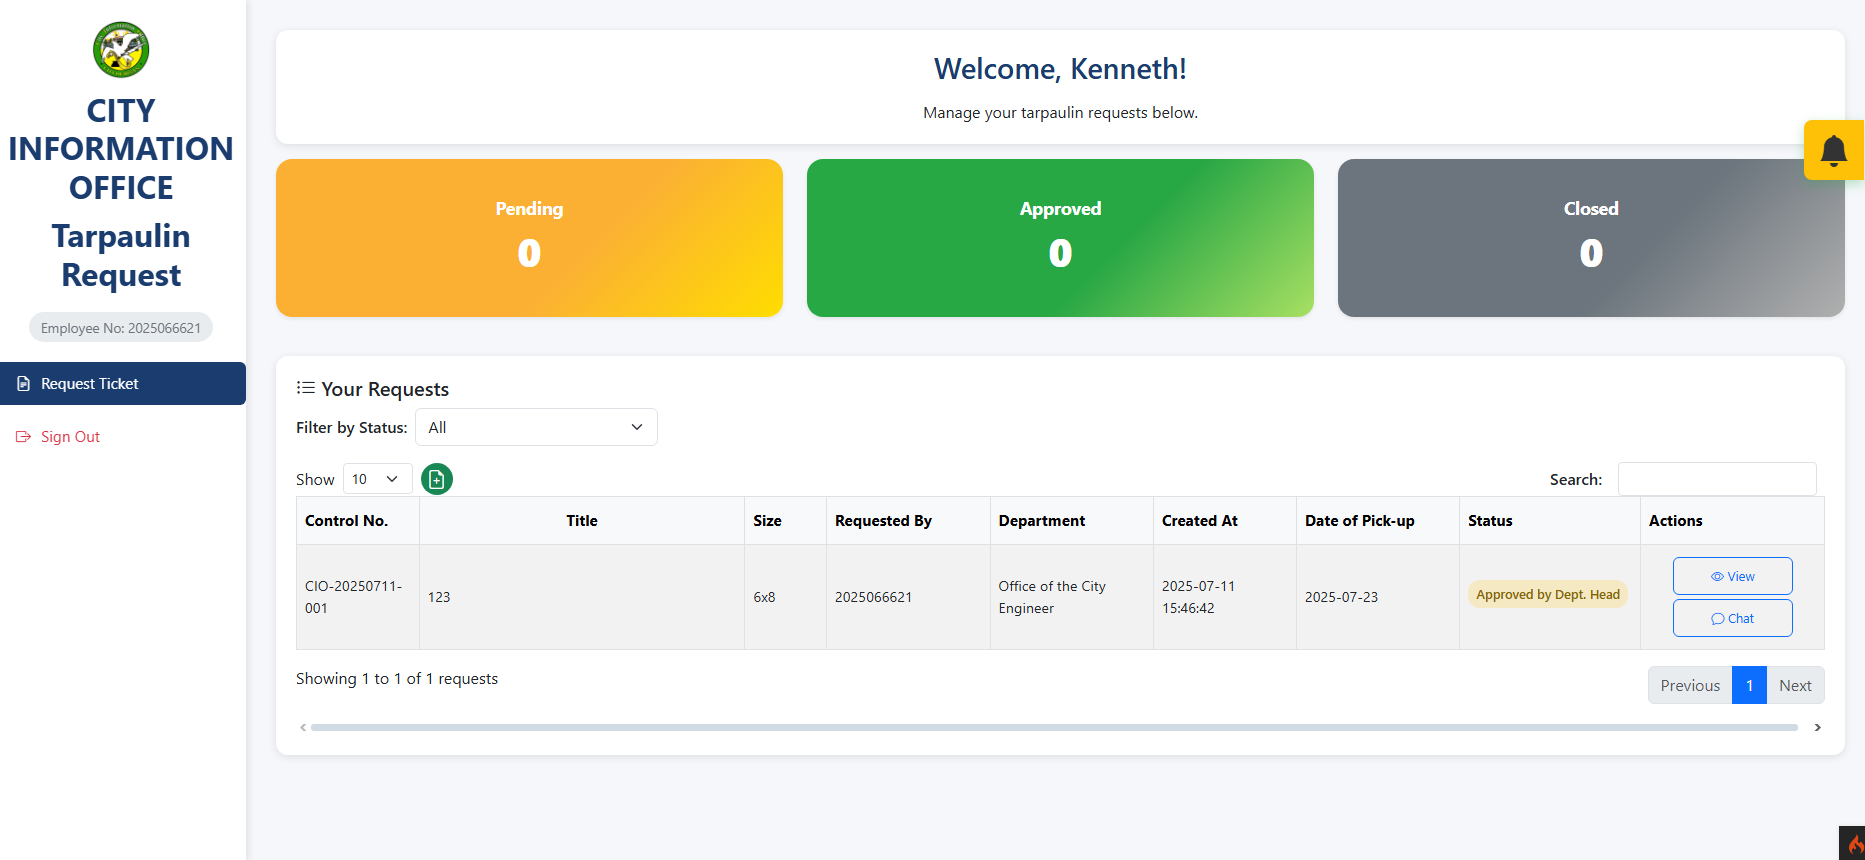 CITY
INFORMATION
OFFICE
Tarpaulin
Request
Employee No: 2025066621
Request Ticket
Sign Out
Welcome, Kenneth!
Manage your tarpaulin requests below.
Pending
0
Approved
0
Closed
0
Your Requests
Filter by Status: All
Show 10
Search:
Control No. Title Size Requested By Department Created At Date of Pick-up Status Actions
CIO-20250711-
001
123
6x8
2025066621
Office of the City
Engineer
2025-07-11
15:46:42
2025-07-23
Approved by Dept. Head
View
Chat
Showing 1 to 1 of 1 requests
Previous 1 Next